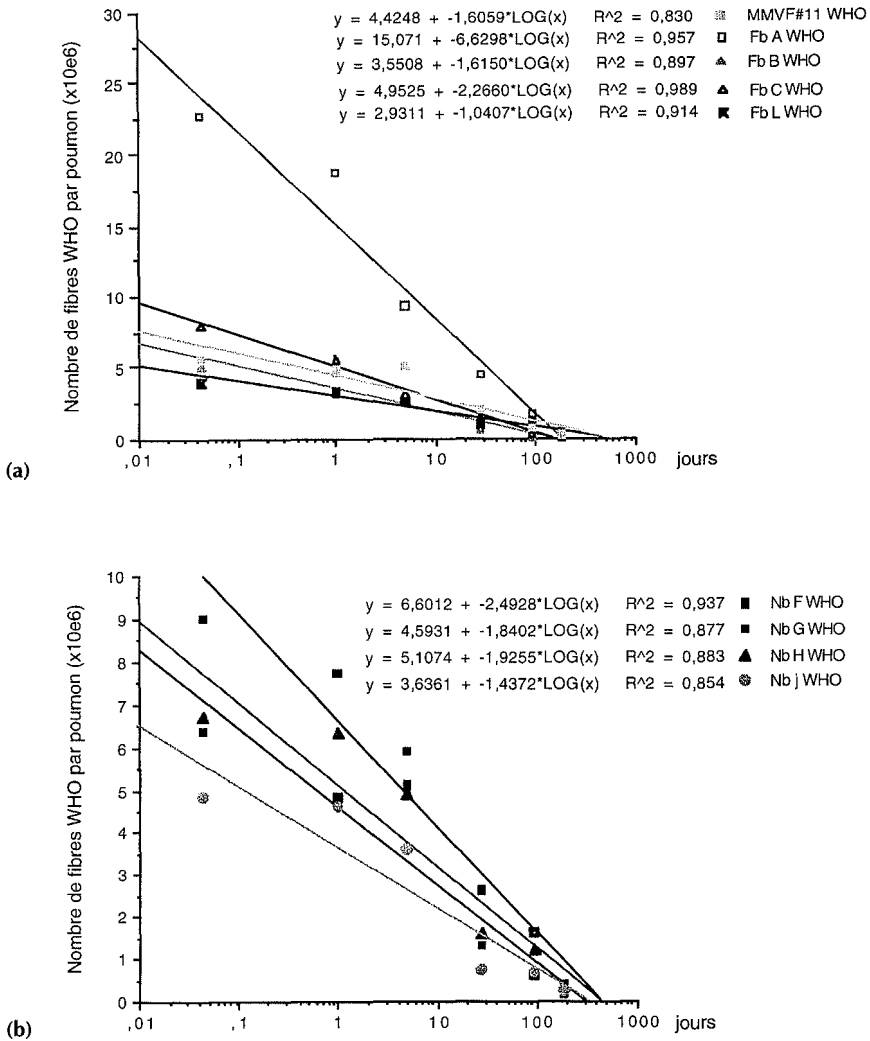 y = 4,4248 + -1,6059*LOG(x) R^2 = 0,830 MMVF#11 WHO
y = 15,071 + -6,6298*LOG(x) R^2 = 0,957 Fb A WHO
y = 3,5508 + -1,6150*LOG(x) R^2 = 0,897 Fb B WHO
y = 4,9525 + -2,2660*LOG(x) R^2 = 0,989 Fb C WHO
y = 2,9311 + -1,0407*LOG(x) R^2 = 0,914 Fb L WHO
Nombre de fibres WHO par poumon (x10e6)
30
25
20
15
10
5
0
,01 ,1 1 10 100 1000 jours
(a)
y = 6,6012 + -2,4928*LOG(x) R^2 = 0,937 Nb F WHO
y = 4,5931 + -1,8402*LOG(x) R^2 = 0,877 Nb G WHO
y = 5,1074 + -1,9255*LOG(x) R^2 = 0,883 Nb H WHO
y = 3,6361 + -1,4372*LOG(x) R^2 = 0,854 Nb j WHO
Nombre de fibres WHO par poumon (x10e6)
10
9
8
7
6
5
4
3
2
1
0
,01 ,1 1 10 100 1000 jours
(b)